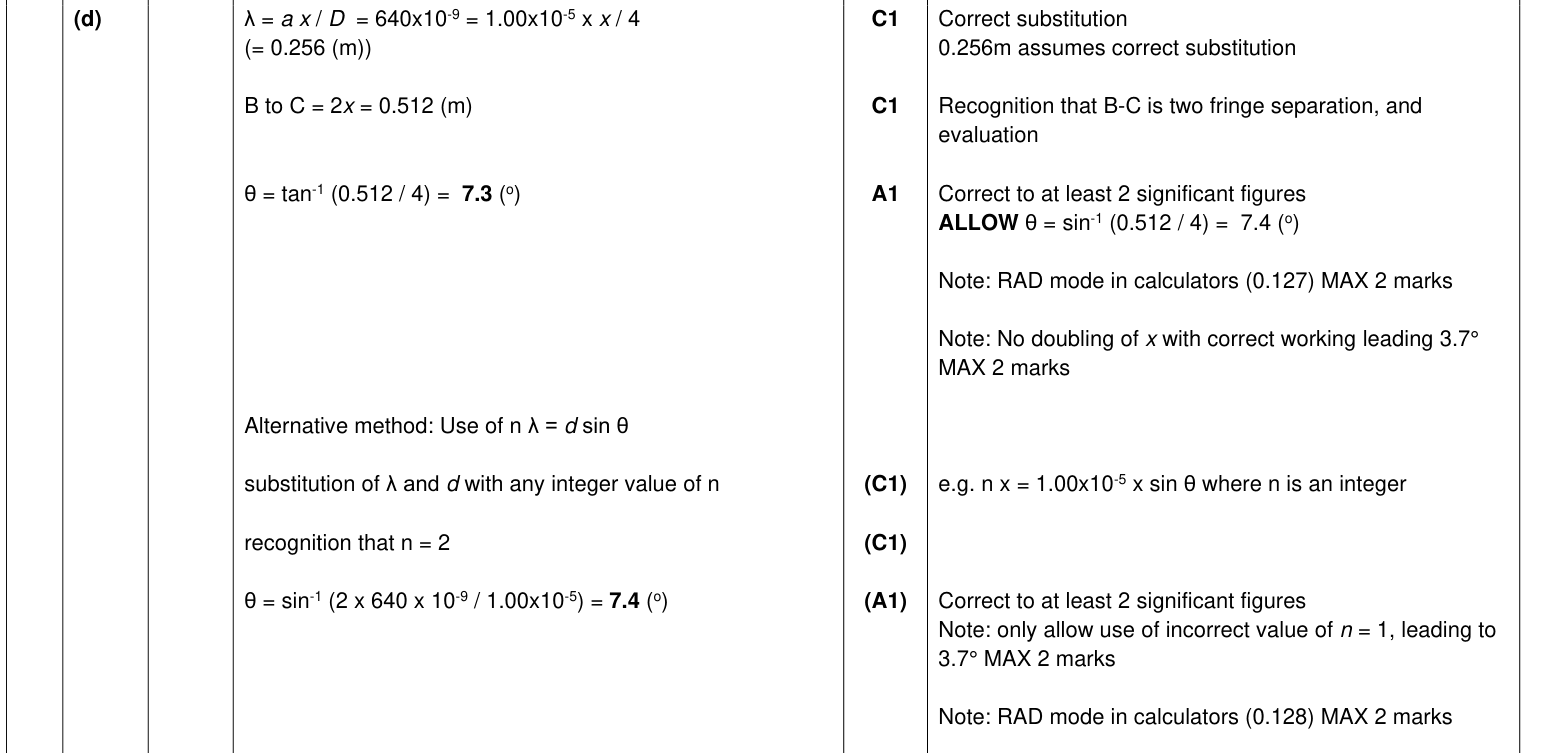 (d) λ = a x / D = 640x10⁻⁹ = 1.00x10⁻⁵ x x / 4 C1 Correct substitution
(= 0.256 (m)) 0.256m assumes correct substitution
B to C = 2x = 0.512 (m) C1 Recognition that B-C is two fringe separation, and
evaluation
θ = tan⁻¹ (0.512 / 4) = 7.3 (º) A1 Correct to at least 2 significant figures
ALLOW θ = sin⁻¹ (0.512 / 4) = 7.4 (º)
Note: RAD mode in calculators (0.127) MAX 2 marks
Note: No doubling of x with correct working leading 3.7°
MAX 2 marks
Alternative method: Use of n λ = d sin θ
substitution of λ and d with any integer value of n (C1) e.g. n x = 1.00x10⁻⁵ x sin θ where n is an integer
recognition that n = 2 (C1)
θ = sin⁻¹ (2 x 640 x 10⁻⁹ / 1.00x10⁻⁵) = 7.4 (º) (A1) Correct to at least 2 significant figures
Note: only allow use of incorrect value of n = 1, leading to
3.7° MAX 2 marks
Note: RAD mode in calculators (0.128) MAX 2 marks